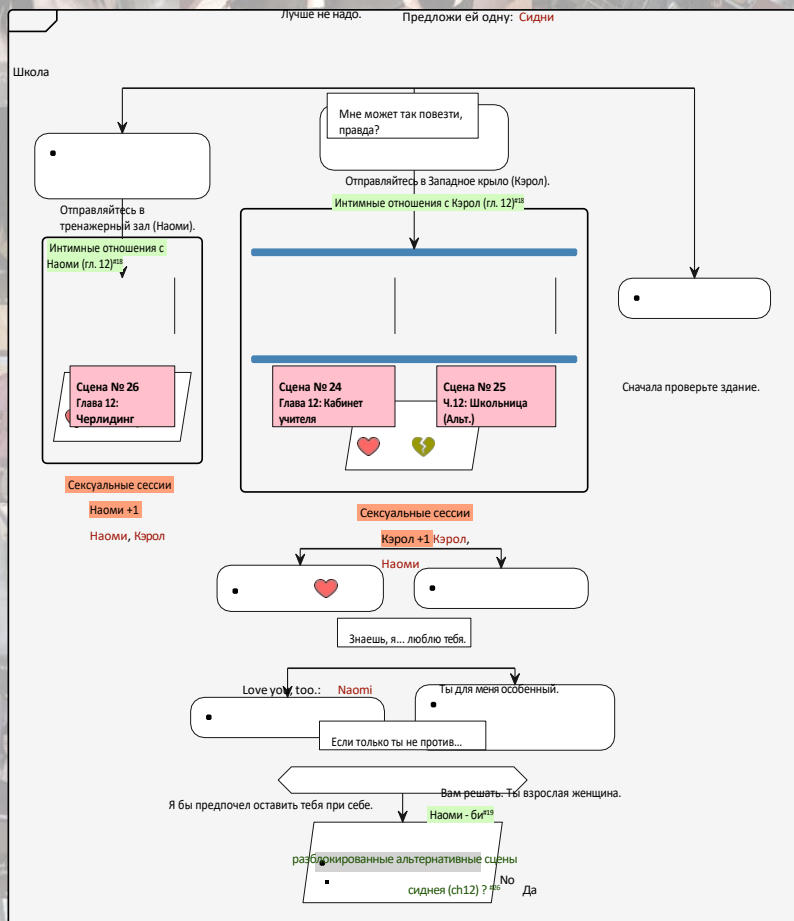 Лучше не надо.
Предложи ей одну: Сидни
Школа
Мне может так повезти,
правда?
Отправляйтесь в Западное крыло (Кэрол).
Интимные отношения с Кэрол (гл. 12)#18
Отправляйтесь в
тренажерный зал (Наоми).
Интимные отношения с
Наоми (гл. 12)#18
Сцена № 26
Глава 12:
Черлидинг
Сцена № 24
Глава 12: Кабинет
учителя
Сцена № 25
Ч.12: Школьница
(Альт.)
Сначала проверьте здание.
Сексуальные сессии
Наоми +1
Наоми, Кэрол
Сексуальные сессии
Кэрол +1 Кэрол,
Наоми
Знаешь, я... люблю тебя.
Love you, too.: Naomi
Ты для меня особенный.
Если только ты не против...
Вам решать. Ты взрослая женщина.
Я бы предпочел оставить тебя при себе.
Наоми - би#19
разблокированные альтернативные сцены
сиднея (ch12) ? #26
No
Да